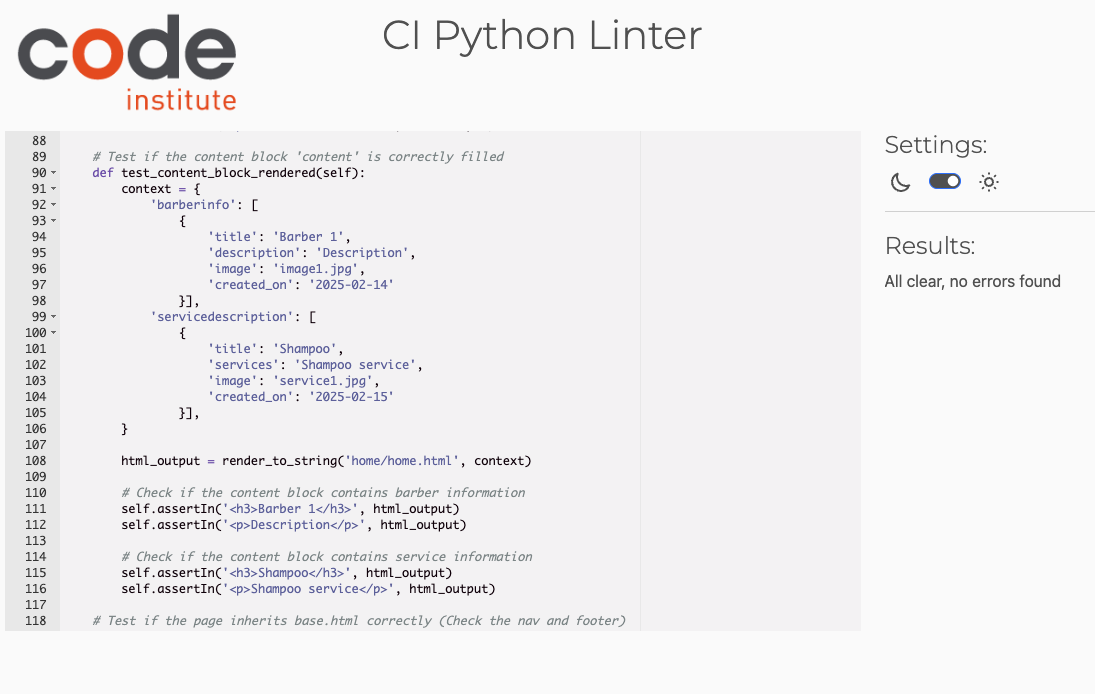 code
institute
CI Python Linter
88
89 # Test if the content block 'content' is correctly filled
90 def test_content_block_rendered(self):
91 context = {
92 'barberinfo': [
93 {
94 'title': 'Barber 1',
95 'description': 'Description',
96 'image': 'image1.jpg',
97 'created_on': '2025-02-14'
98 }],
99 'servicedescription': [
100 {
101 'title': 'Shampoo',
102 'services': 'Shampoo service',
103 'image': 'service1.jpg',
104 'created_on': '2025-02-15'
105 }],
106 }
107
108 html_output = render_to_string('home/home.html', context)
109
110 # Check if the content block contains barber information
111 self.assertIn('<h3>Barber 1</h3>', html_output)
112 self.assertIn('<p>Description</p>', html_output)
113
114 # Check if the content block contains service information
115 self.assertIn('<h3>Shampoo</h3>', html_output)
116 self.assertIn('<p>Shampoo service</p>', html_output)
117
118 # Test if the page inherits base.html correctly (Check the nav and footer)
Settings:
Results:
All clear, no errors found